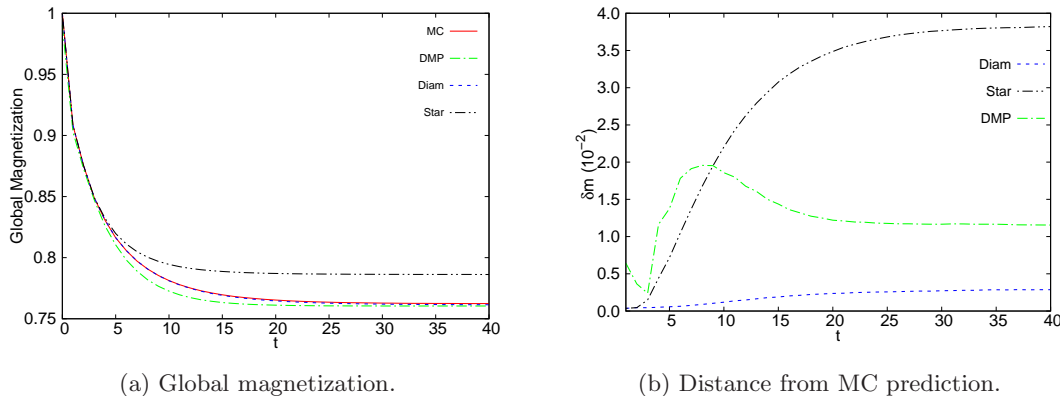 1
0.95
0.9
0.85
0.8
0.75
0
5
10
15
20
25
30
35
40
Global Magnetization
t
MC
DMP
Diam
Star
4.0
3.5
3.0
2.5
2.0
1.5
1.0
0.5
0.0
5
10
15
20
25
30
35
40
δm (10⁻²)
t
Diam
Star
DMP
(a) Global magnetization.
(b) Distance from MC prediction.